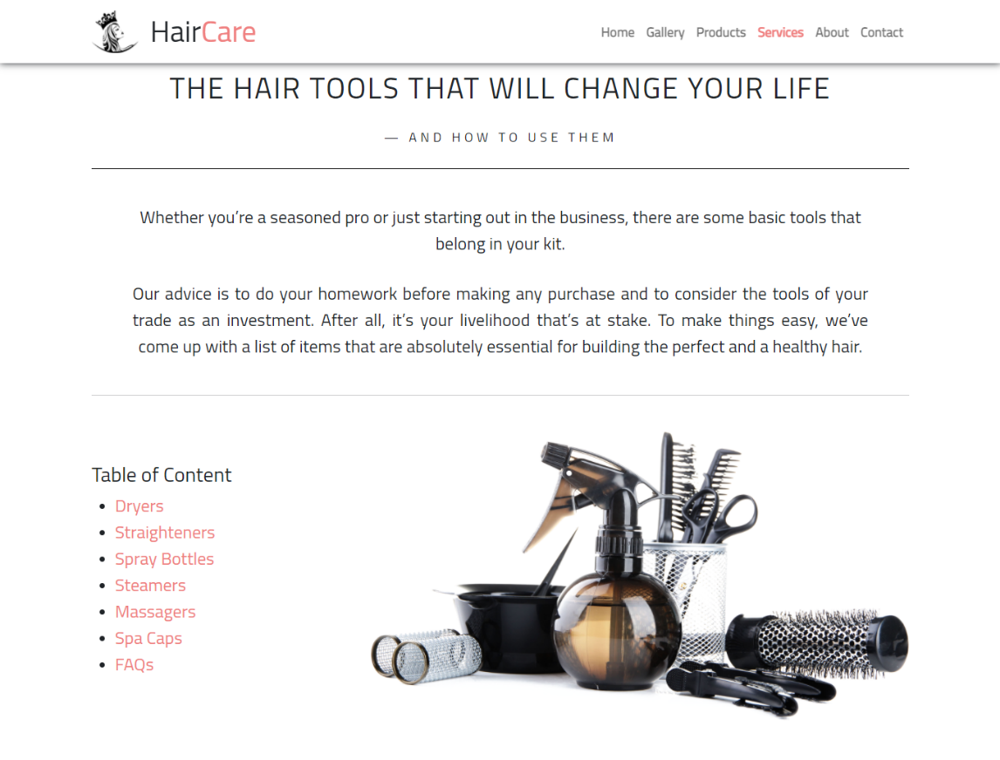 HairCare
Home Gallery Products Services About Contact
THE HAIR TOOLS THAT WILL CHANGE YOUR LIFE
— AND HOW TO USE THEM
Whether you’re a seasoned pro or just starting out in the business, there are some basic tools that
belong in your kit.
Our advice is to do your homework before making any purchase and to consider the tools of your
trade as an investment. After all, it’s your livelihood that’s at stake. To make things easy, we’ve
come up with a list of items that are absolutely essential for building the perfect and a healthy hair.
Table of Content
Dryers
Straighteners
Spray Bottles
Steamers
Massagers
Spa Caps
FAQs